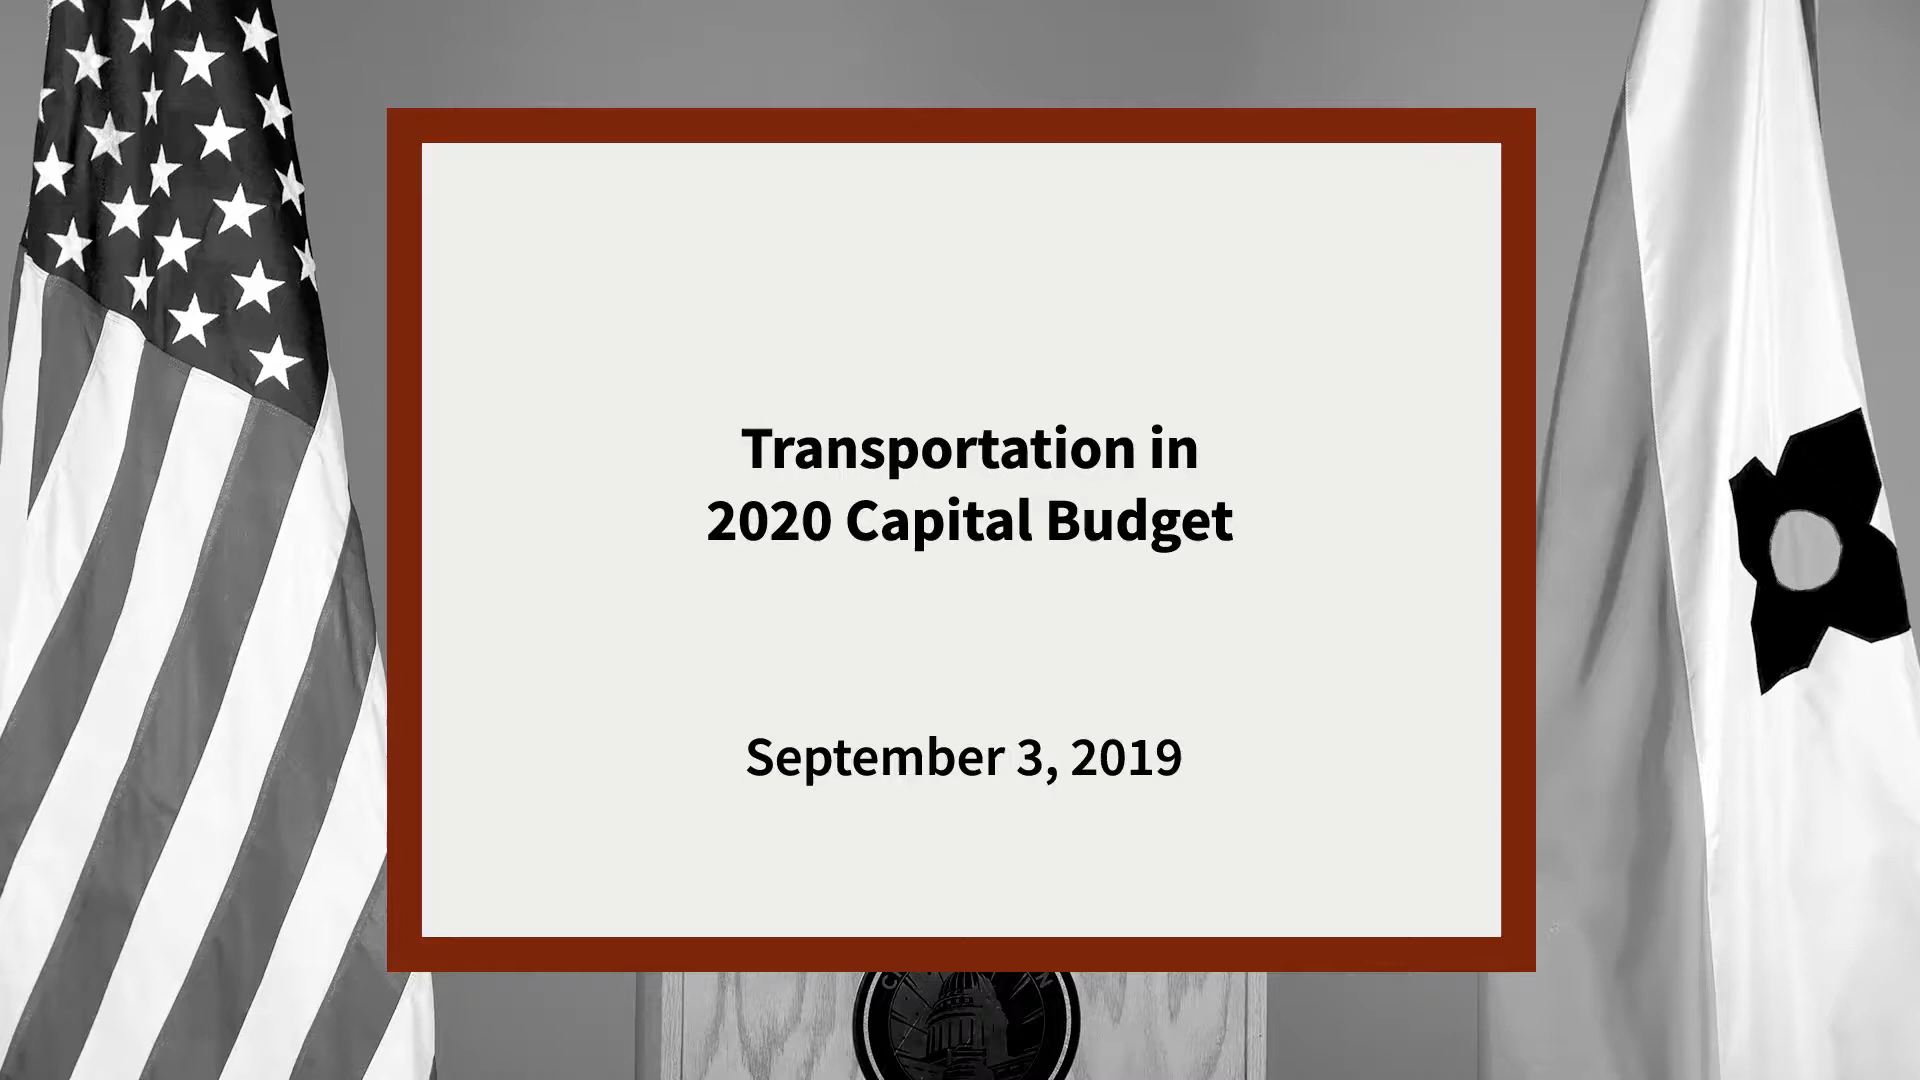 Transportation in
2020 Capital Budget
September 3, 2019